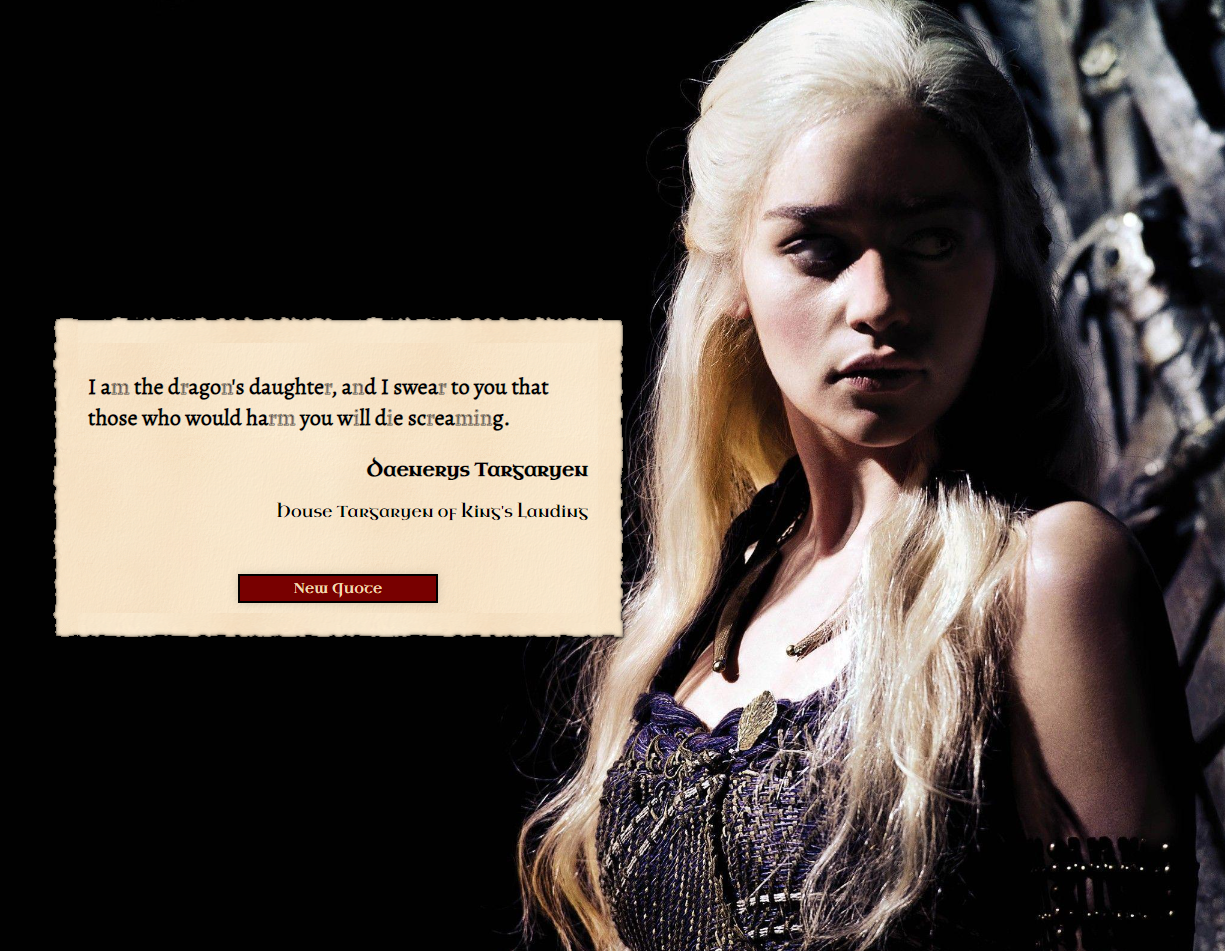 I am the dragon's daughter, and I swear to you that
those who would harm you will die screaming.
Daenerys Targaryen
House Targaryen of King's Landing
New Quote